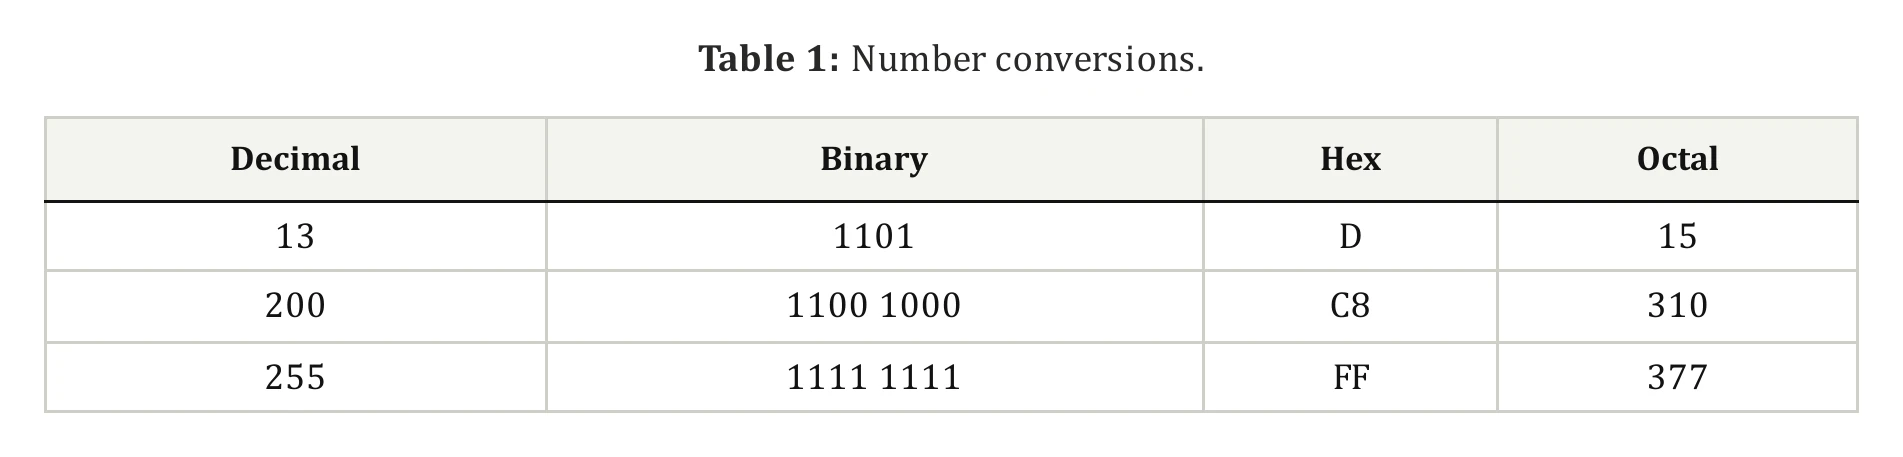 Table 1: Number conversions.
Decimal Binary Hex Octal
13 1101 D 15
200 1100 1000 C8 310
255 1111 1111 FF 377